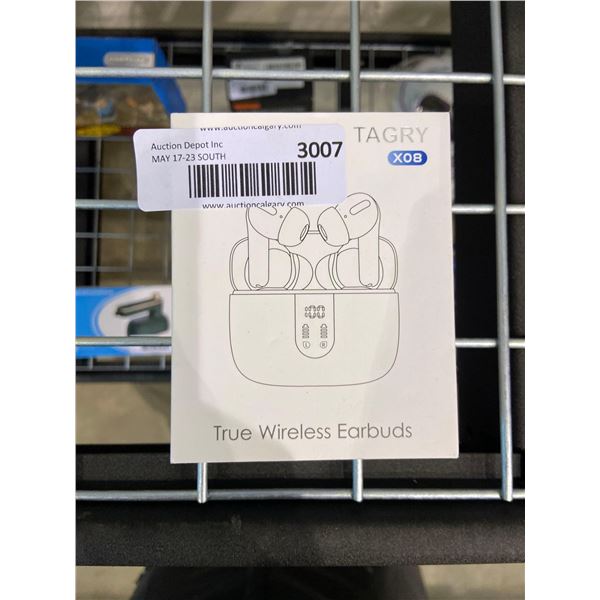 www.auctioncalgary.com
Auction Depot Inc
MAY 17-23 SOUTH
3007
www.auctioncalgary.com
TAGRY
X08
:00
L R
True Wireless Earbuds